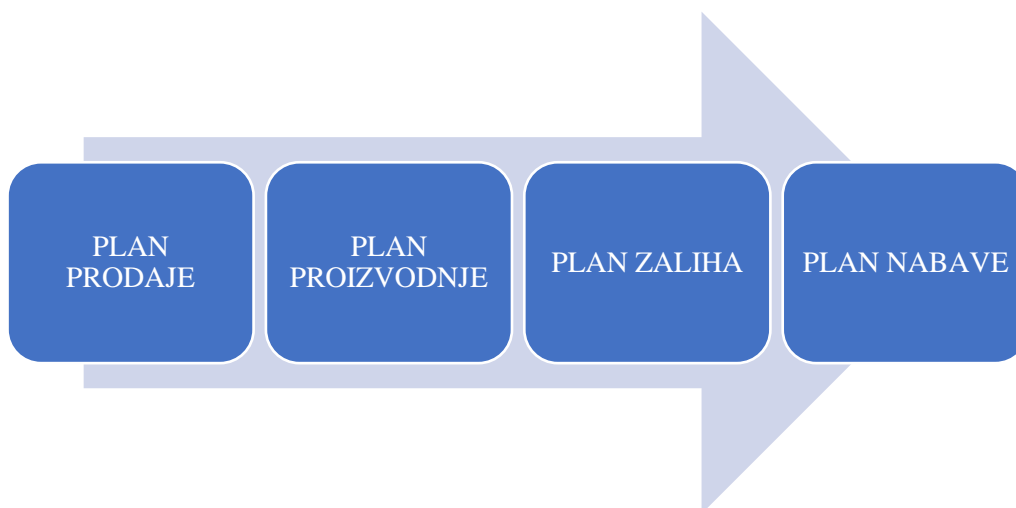 PLAN
PRODAJE
PLAN
PROIZVODNJE
PLAN ZALIHA
PLAN NABAVE